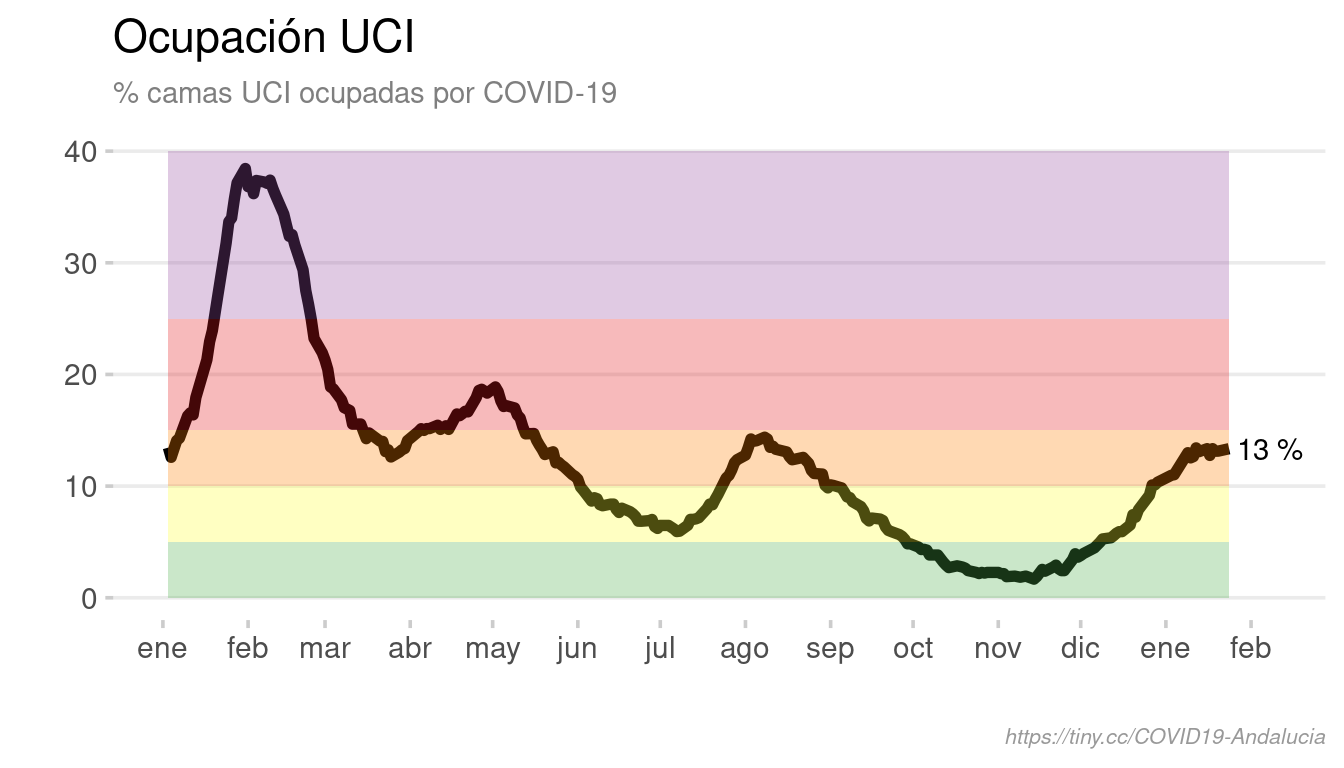 Ocupación UCI
% camas UCI ocupadas por COVID-19
40
30
20
10
0
13 %
ene feb mar abr may jun jul ago sep oct nov dic ene feb
https://tiny.cc/COVID19-Andalucia